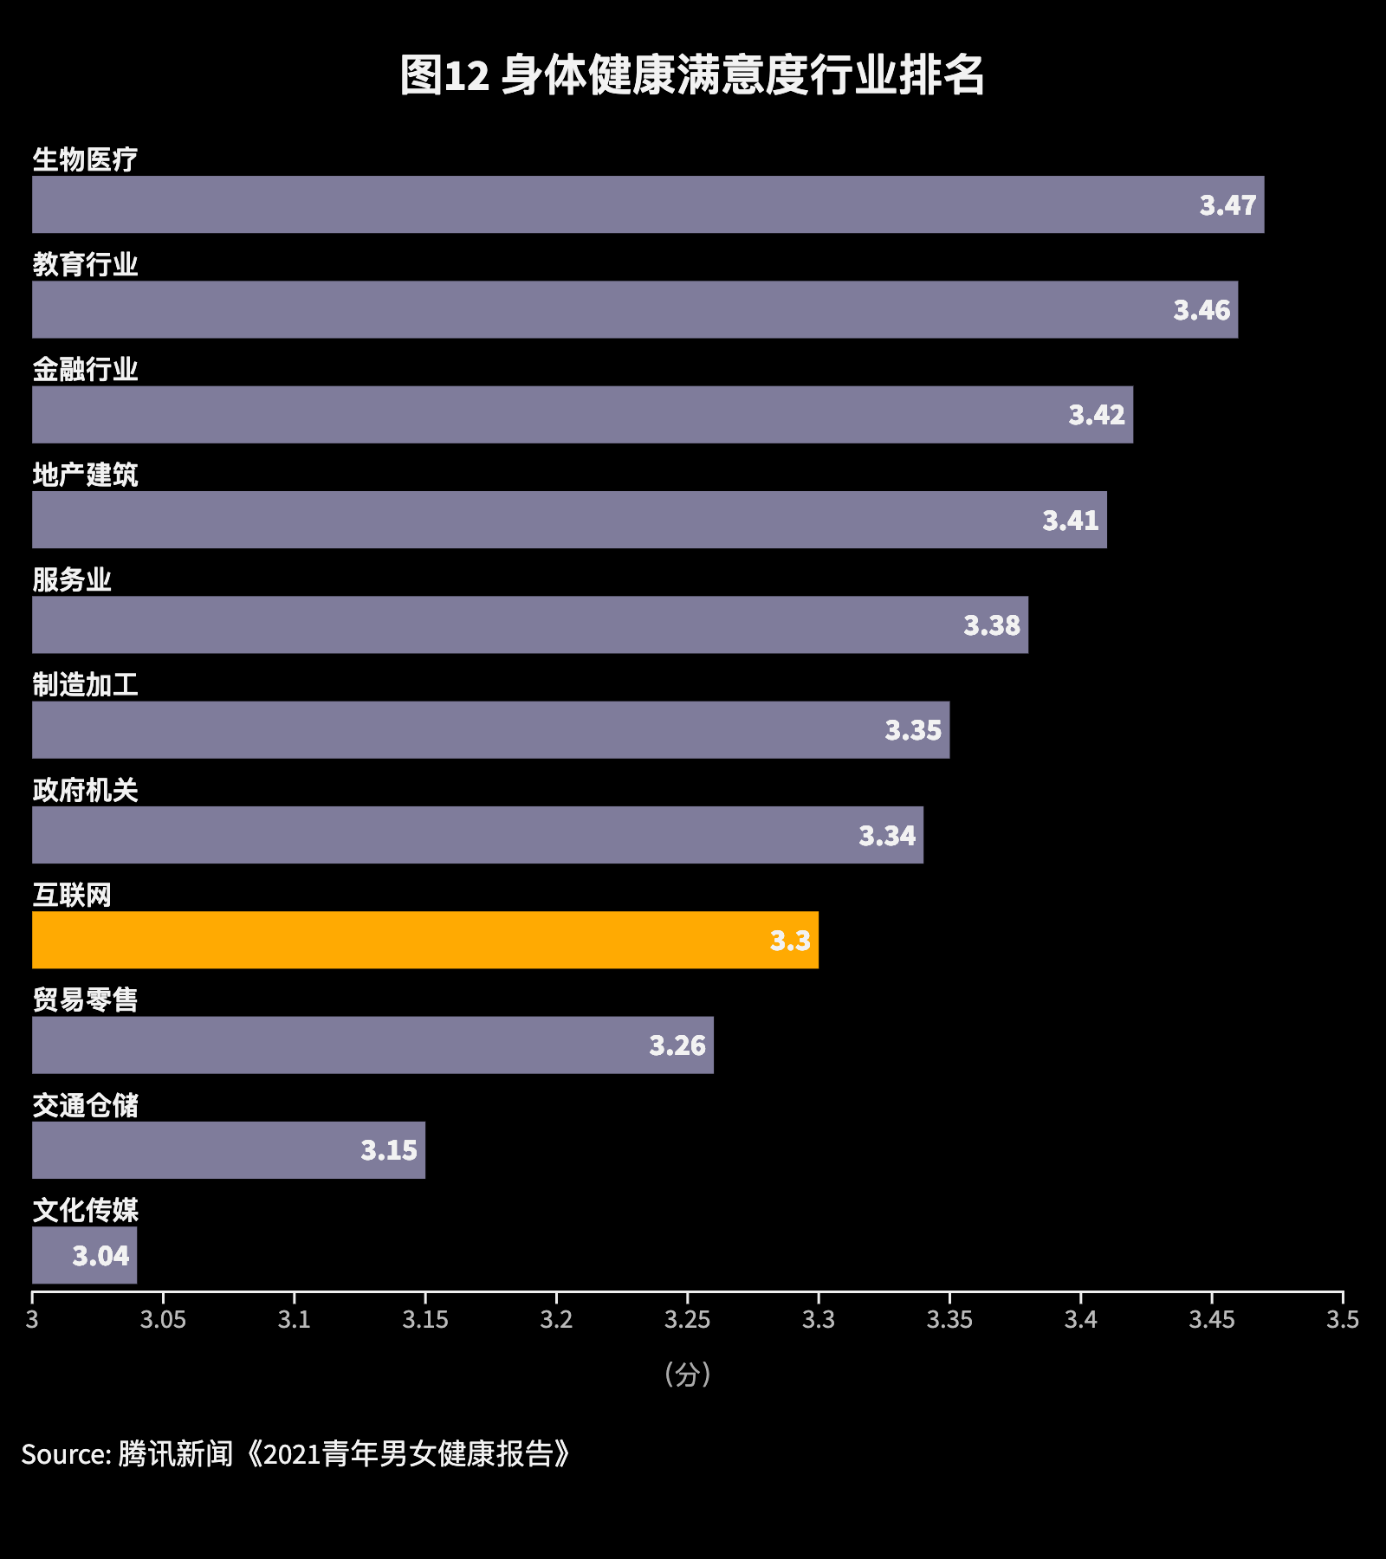 图12 身体健康满意度行业排名
生物医疗
3.47
教育行业
3.46
金融行业
3.42
地产建筑
3.41
服务业
3.38
制造加工
3.35
政府机关
3.34
互联网
3.3
贸易零售
3.26
交通仓储
3.15
文化传媒
3.04
3 3.05 3.1 3.15 3.2 3.25 3.3 3.35 3.4 3.45 3.5
(分)
Source: 腾讯新闻《2021青年男女健康报告》